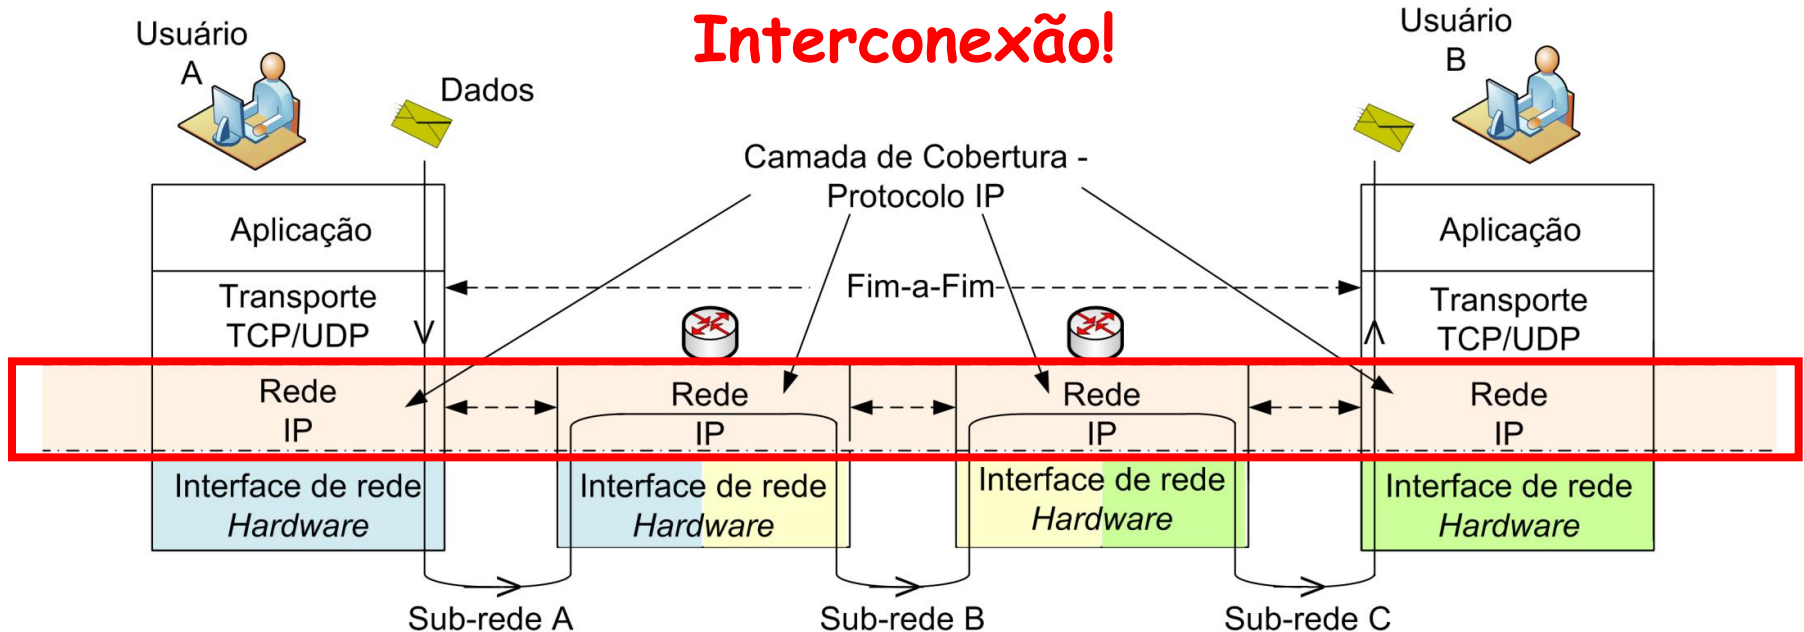 Interconexão!
Usuário
A
Dados
Usuário
B
Camada de Cobertura -
Protocolo IP
Aplicação
Aplicação
Fim-a-Fim
Transporte
TCP/UDP
Transporte
TCP/UDP
Rede
IP
Rede
IP
Rede
IP
Rede
IP
Interface de rede
Hardware
Interface de rede
Hardware
Interface de rede
Hardware
Interface de rede
Hardware
Sub-rede A
Sub-rede B
Sub-rede C